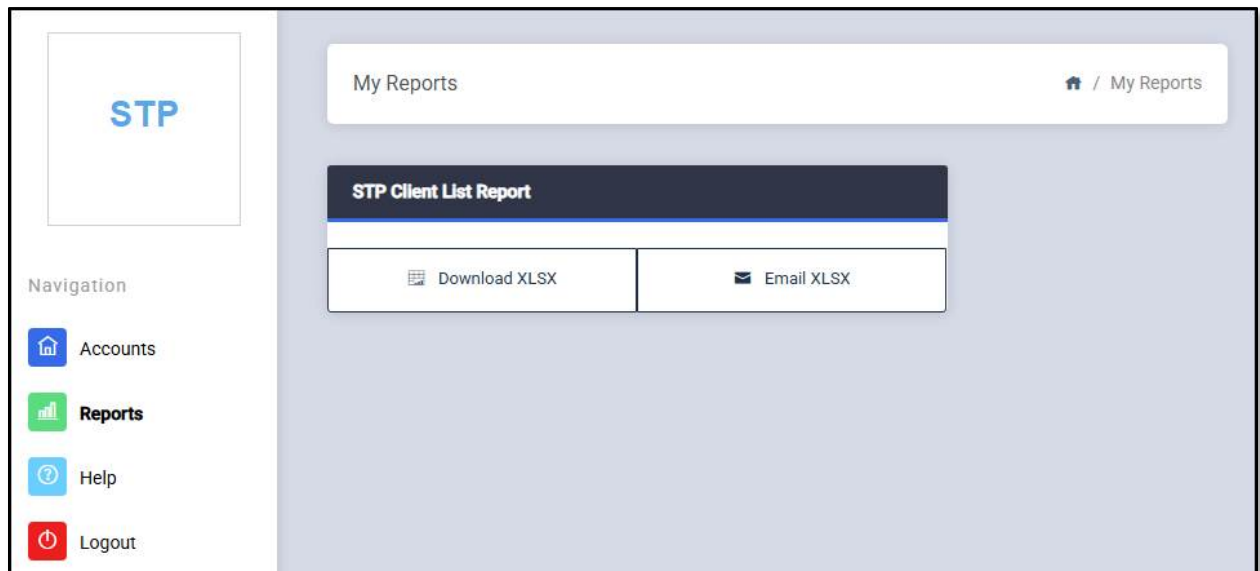 STP
My Reports
/ My Reports
STP Client List Report
Download XLSX
Email XLSX
Navigation
Accounts
Reports
Help
Logout